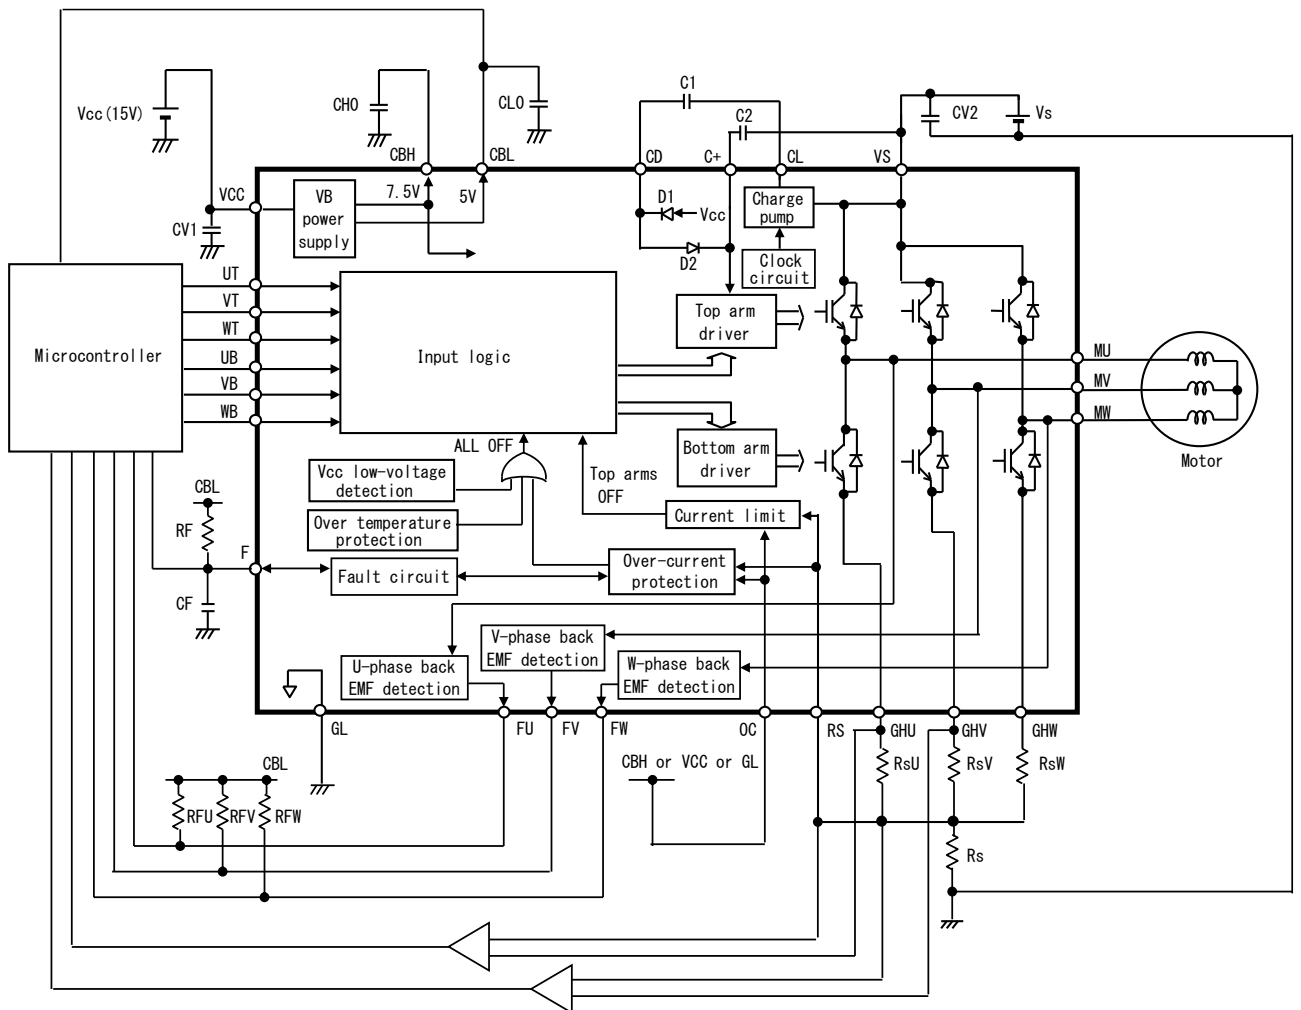 C1
CHO
CLO
C2
CV2
Vs
Vcc(15V)
CBH
CBL
CD
C+
CL
VS
VCC
7.5V
5V
VB
power
supply
D1
Vcc
Charge
pump
CV1
D2
Clock
circuit
UT
VT
WT
UB
VB
WB
Microcontroller
Input logic
Top arm
driver
MU
MV
MW
Motor
ALL OFF
Bottom arm
driver
Vcc low-voltage
detection
Top arms
OFF
CBL
RF
Over temperature
protection
Current limit
F
Fault circuit
Over-current
protection
CF
V-phase back
EMF detection
U-phase back
EMF detection
W-phase back
EMF detection
GL
FU
FV
FW
OC
RS
GHU
GHV
GHW
CBL
CBH or VCC or GL
RsU
RsV
RsW
RFU
RFV
RFW
Rs